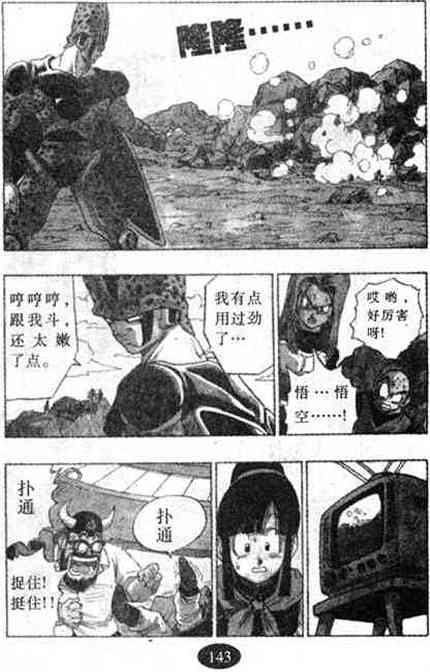 隆隆……
哎哟，
好厉害
呀!
悟…悟
空……!
我有点
用过劲
了…
哼哼哼，
跟我斗，
还太嫩
了点。
扑
通
扑
通
捉住!
挺住!!
143